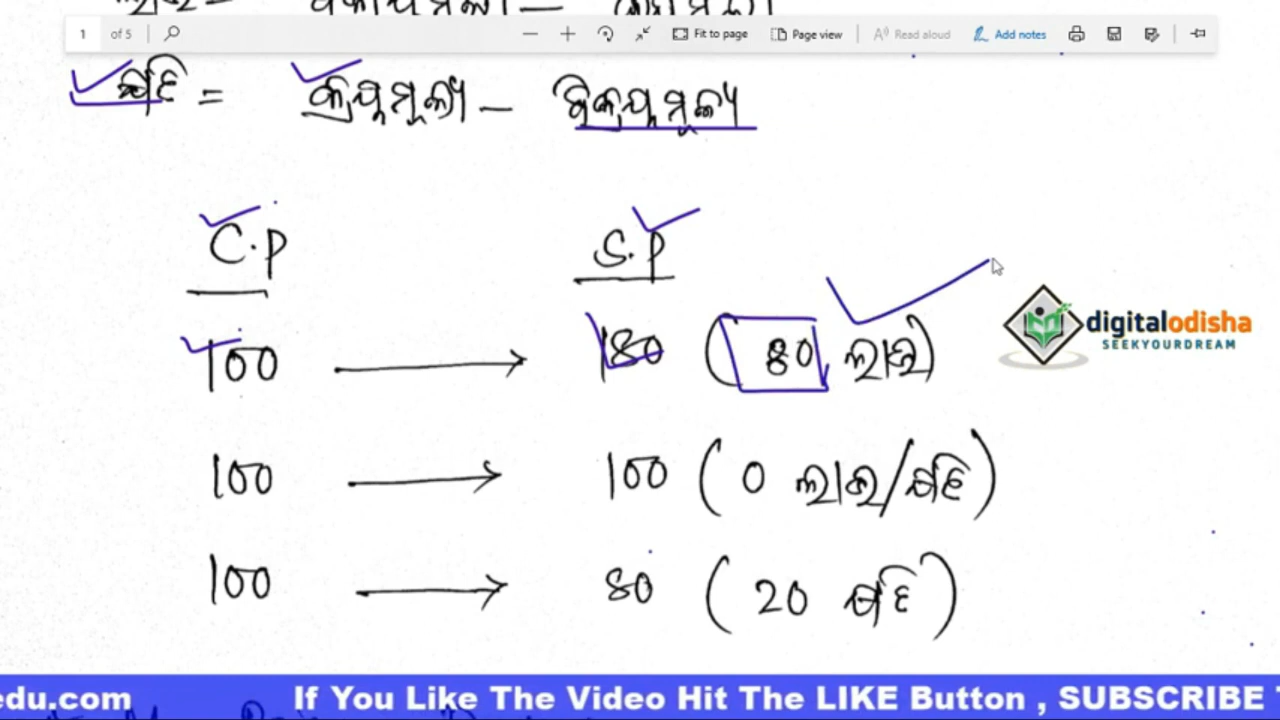 1 of 5 Fit to page Page view Read aloud Add notes
କ୍ଷତି = କ୍ରୟମୂଲ୍ୟ – ବିକ୍ରୟମୂଲ୍ୟ
C.P S.P
100 → 180 (80 ଲାଭ)
digitalodisha
SEEKYOURDREAM
100 → 100 (0 ଲାଭ/କ୍ଷତି)
100 → 80 (20 କ୍ଷତି)
edu.com If You Like The Video Hit The LIKE Button , SUBSCRIBE